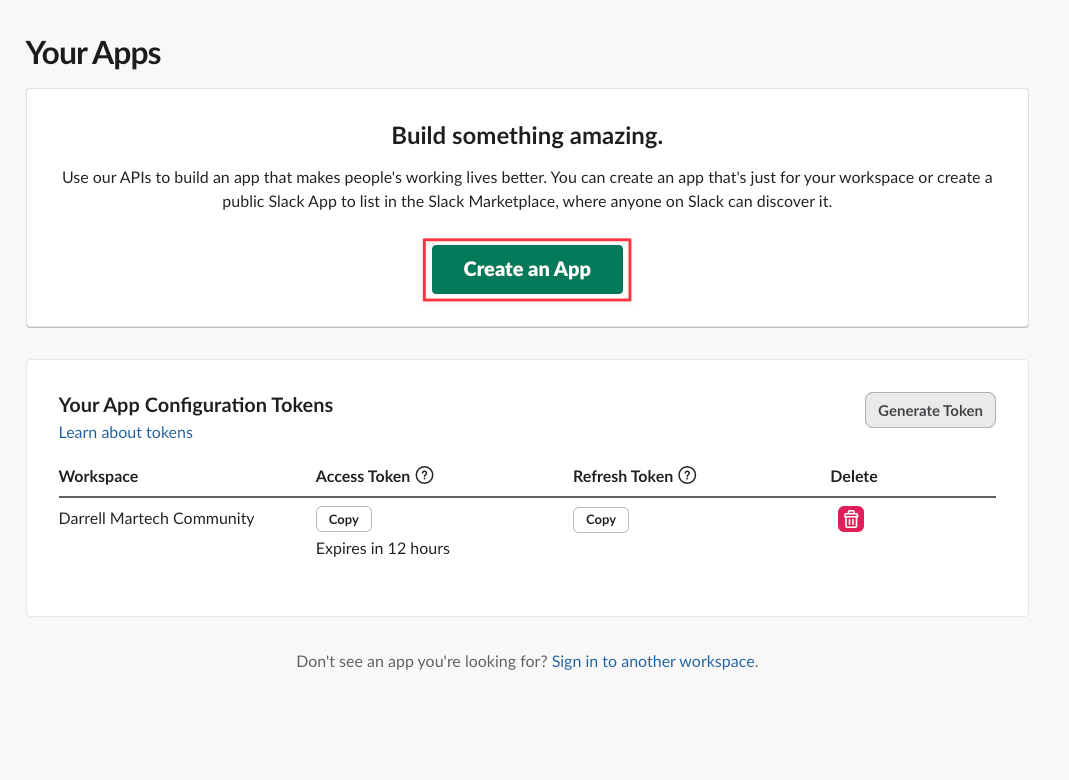 Your Apps
Build something amazing.
Use our APIs to build an app that makes people's working lives better. You can create an app that's just for your workspace or create a
public Slack App to list in the Slack Marketplace, where anyone on Slack can discover it.
Create an App
Your App Configuration Tokens
Generate Token
Learn about tokens
Workspace Access Token ? Refresh Token ? Delete
Darrell Martech Community Copy Copy
Expires in 12 hours
Don't see an app you're looking for? Sign in to another workspace.